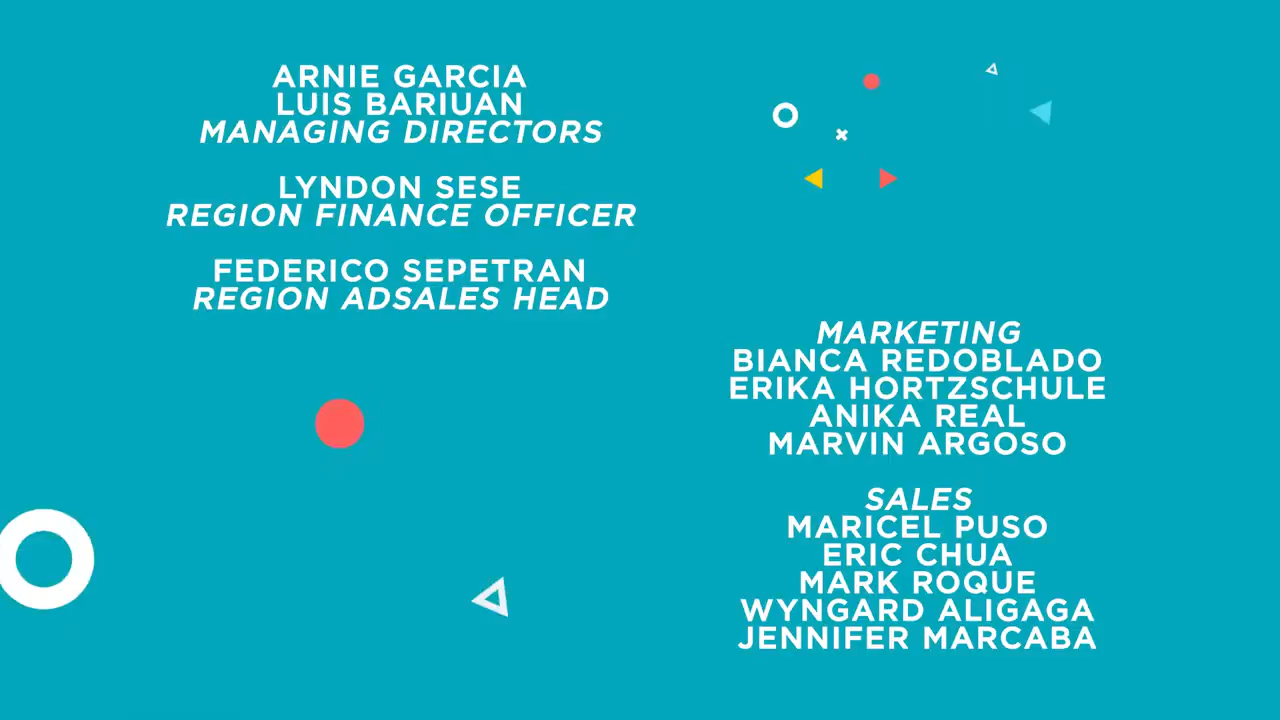 ARNIE GARCIA
LUIS BARIUAN
MANAGING DIRECTORS
LYNDON SESE
REGION FINANCE OFFICER
FEDERICO SEPETRAN
REGION ADSALES HEAD
MARKETING
BIANCA REDOBLADO
ERIKA HORTZSCHULE
ANIKA REAL
MARVIN ARGOSO
SALES
MARICEL PUSO
ERIC CHUA
MARK ROQUE
WYNGARD ALIGAGA
JENNIFER MARCABA